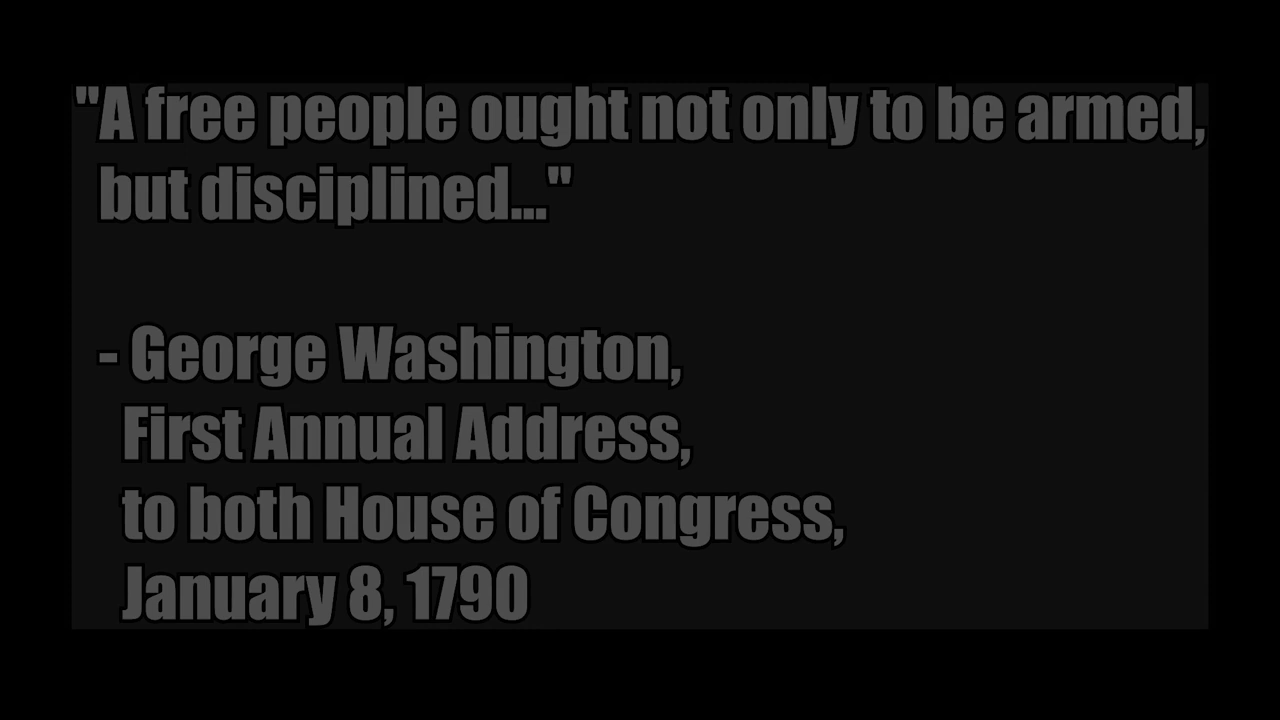 "A free people ought not only to be armed,
but disciplined..."
- George Washington,
First Annual Address,
to both House of Congress,
January 8, 1790